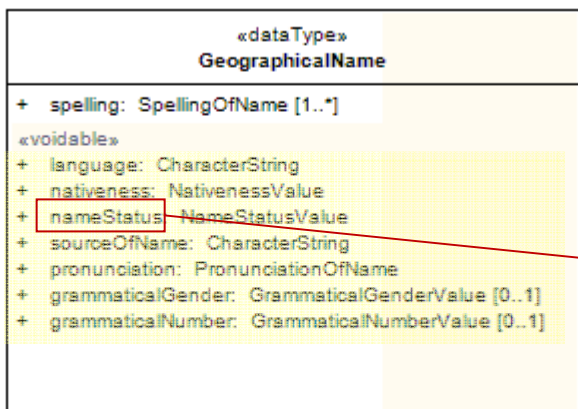 «dataType»
GeographicalName
+ spelling: SpellingOfName [1..*]
«voidable»
+ language: CharacterString
+ nativeness: NativenessValue
+ nameStatus: NameStatusValue
+ sourceOfName: CharacterString
+ pronunciation: PronunciationOfName
+ grammaticalGender: GrammaticalGenderValue [0..1]
+ grammaticalNumber: GrammaticalNumberValue [0..1]